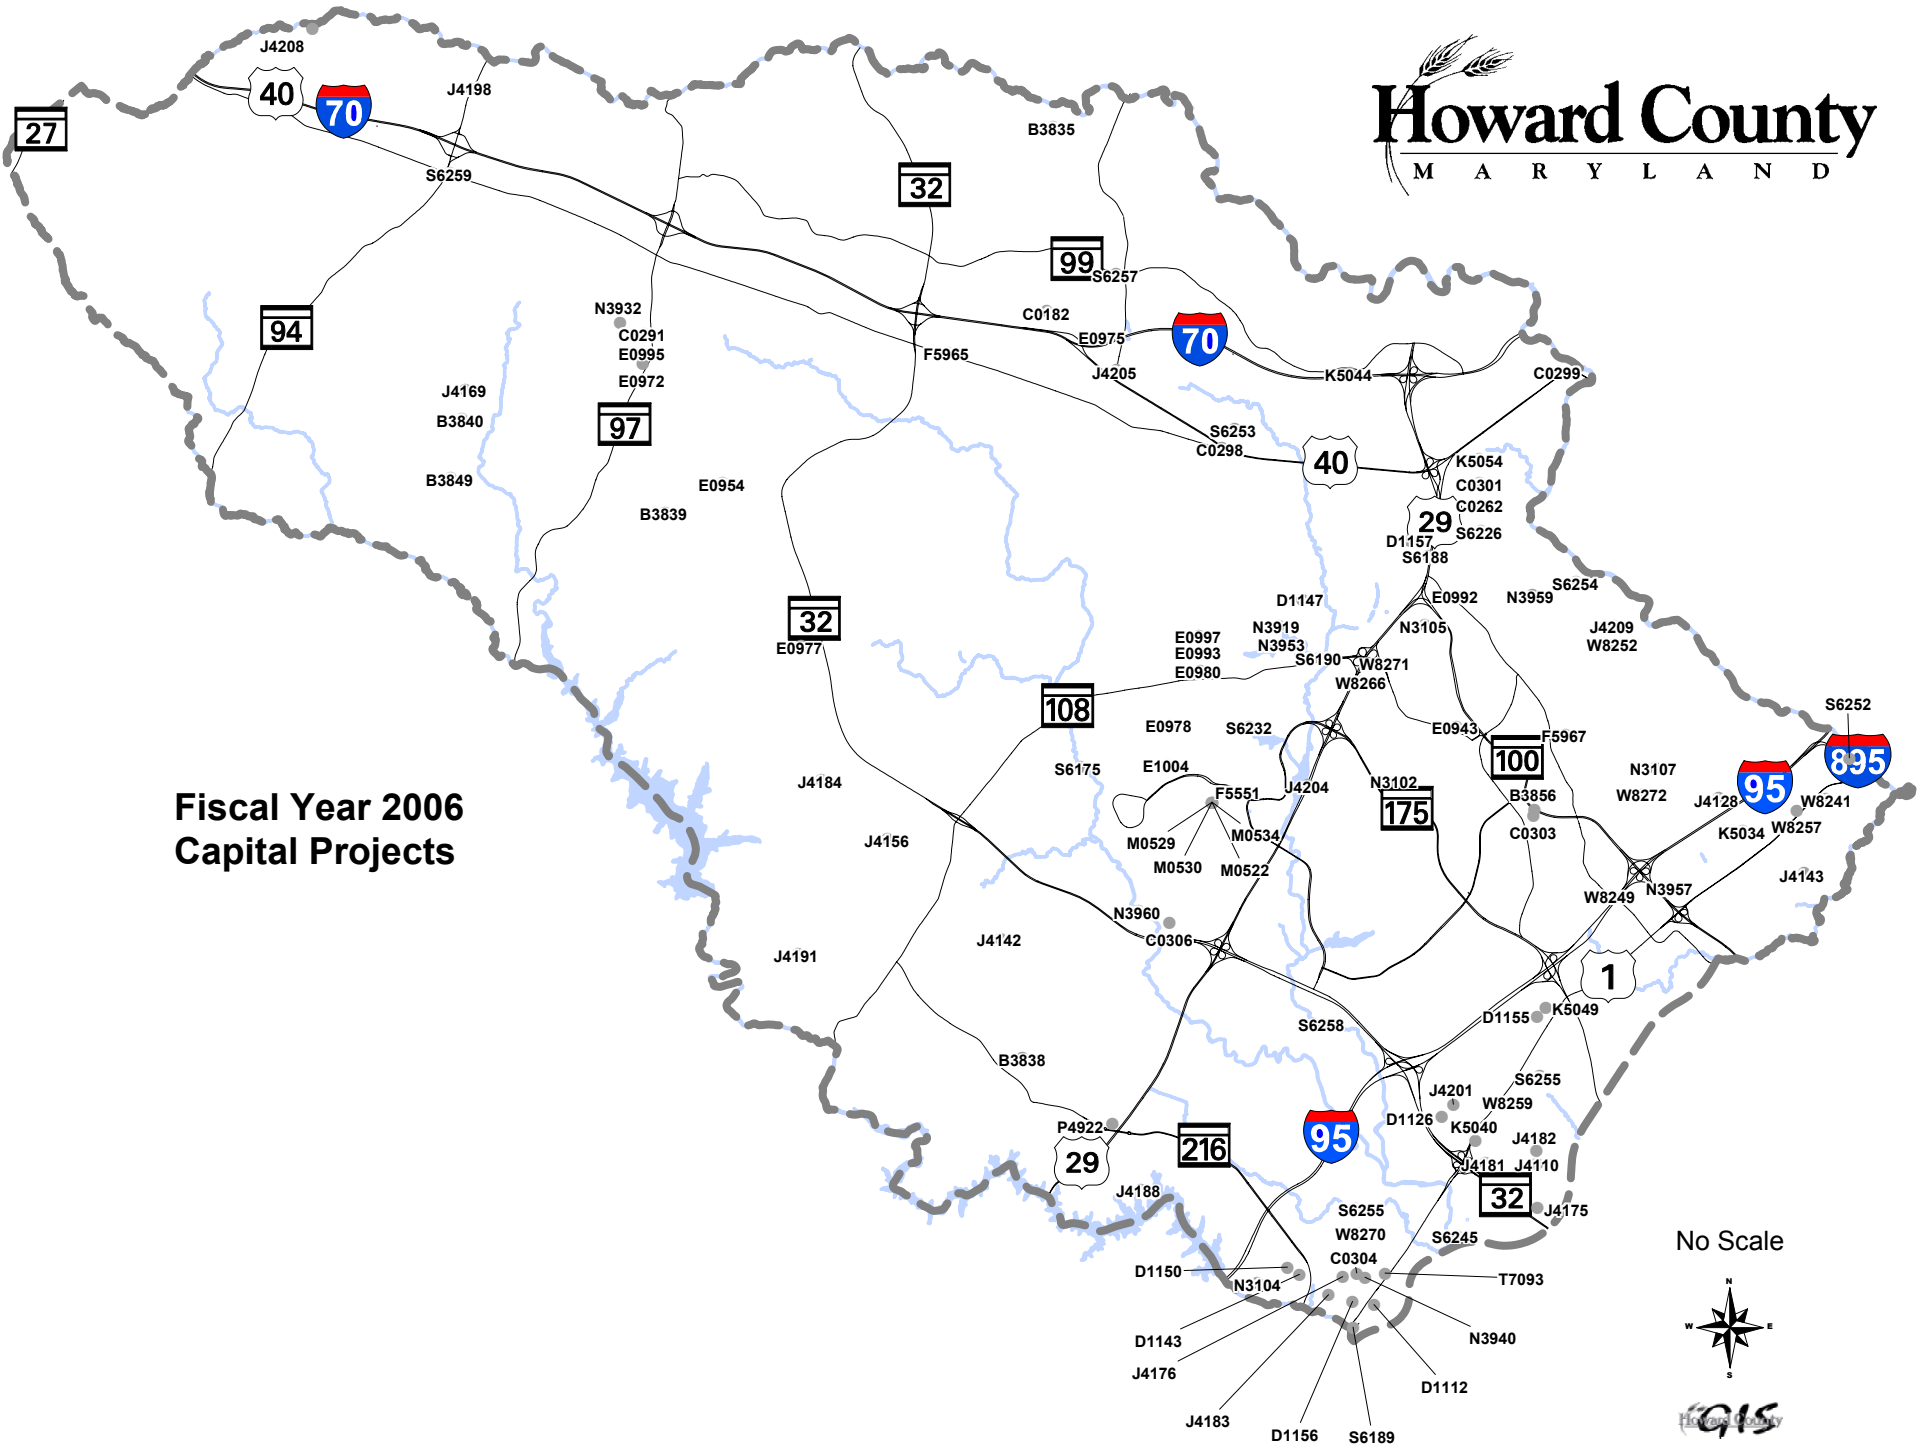 J4208
Howard County
MARYLAND
40
70
J4198
27
B3835
S6259
32
99
S6257
N3932
C0182
94
C0291
E0975
70
E0995
F5965
J4205
K5044
C0299
E0972
J4169
B3840
97
S6253
C0298
40
K5054
B3849
E0954
C0301
B3839
C0262
29
S6226
D1157
S6188
S6254
D1147
E0992
N3959
32
N3919
N3105
J4209
E0977
E0997
N3953
W8252
E0993
S6190
W8271
E0980
W8266
108
S6252
E0978
S6232
E0943
F5967
100
895
S6175
E1004
N3107
95
J4184
J4204
N3102
B3856
W8272
J4128
W8241
F5551
175
Fiscal Year 2006
Capital Projects
M0534
C0303
K5034
W8257
J4156
M0529
M0530
M0522
J4143
N3957
W8249
N3960
J4142
C0306
J4191
1
D1155
K5049
S6258
B3838
S6255
J4201
W8259
D1126
K5040
P4922
95
216
J4182
29
J4181
J4110
J4188
32
S6255
J4175
W8270
S6245
No Scale
C0304
D1150
N3104
T7093
N
W
E
S
D1143
N3940
J4176
D1112
J4183
D1156
S6189
Howard County
GIS